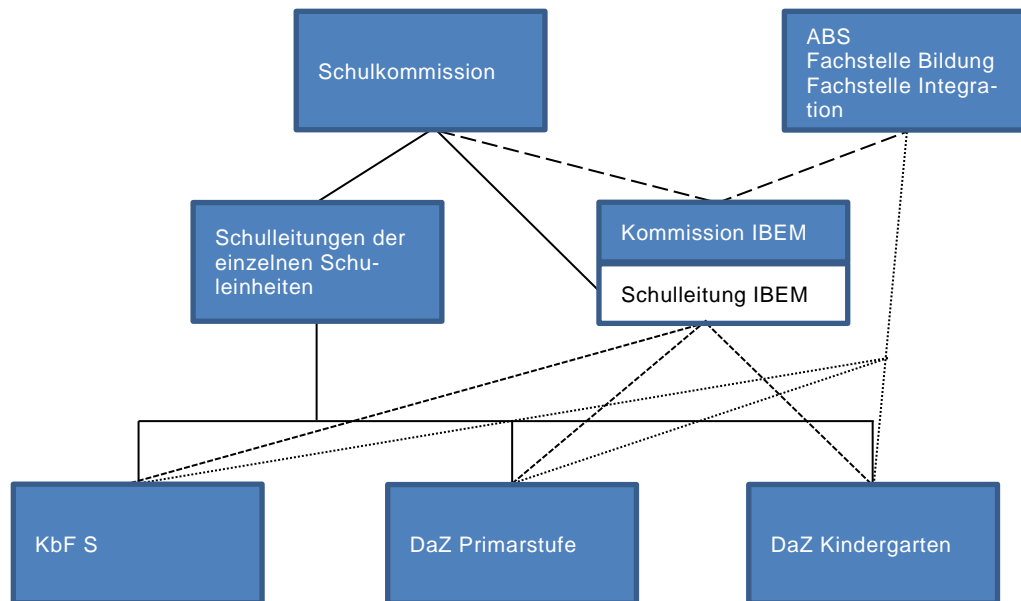 Schulkommission
ABS
Fachstelle Bildung
Fachstelle Integra-
tion
Schulleitungen der
einzelnen Schu-
leinheiten
Kommission IBEM
Schulleitung IBEM
KbF S
DaZ Primarstufe
DaZ Kindergarten